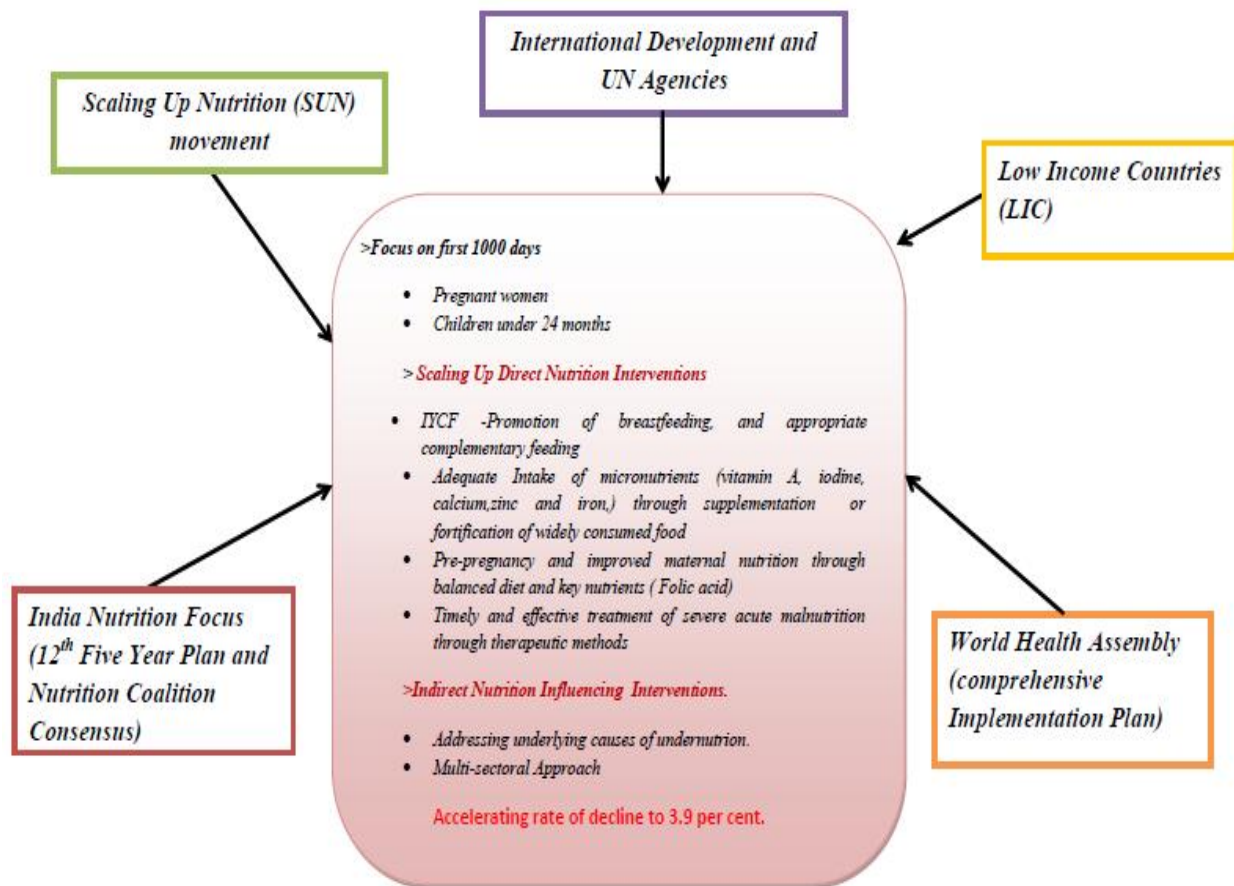 International Development and
UN Agencies
Scaling Up Nutrition (SUN)
movement
Low Income Countries
(LIC)
>Focus on first 1000 days
• Pregnant women
• Children under 24 months
> Scaling Up Direct Nutrition Interventions
• IYCF -Promotion of breastfeeding, and appropriate
complementary feeding
• Adequate Intake of micronutrients (vitamin A, iodine,
calcium,zinc and iron,) through supplementation or
fortification of widely consumed food
• Pre-pregnancy and improved maternal nutrition through
balanced diet and key nutrients ( Folic acid)
• Timely and effective treatment of severe acute malnutrition
through therapeutic methods
>Indirect Nutrition Influencing Interventions.
• Addressing underlying causes of undernutrion.
• Multi-sectoral Approach
Accelerating rate of decline to 3.9 per cent.
India Nutrition Focus
(12th Five Year Plan and
Nutrition Coalition
Consensus)
World Health Assembly
(comprehensive
Implementation Plan)